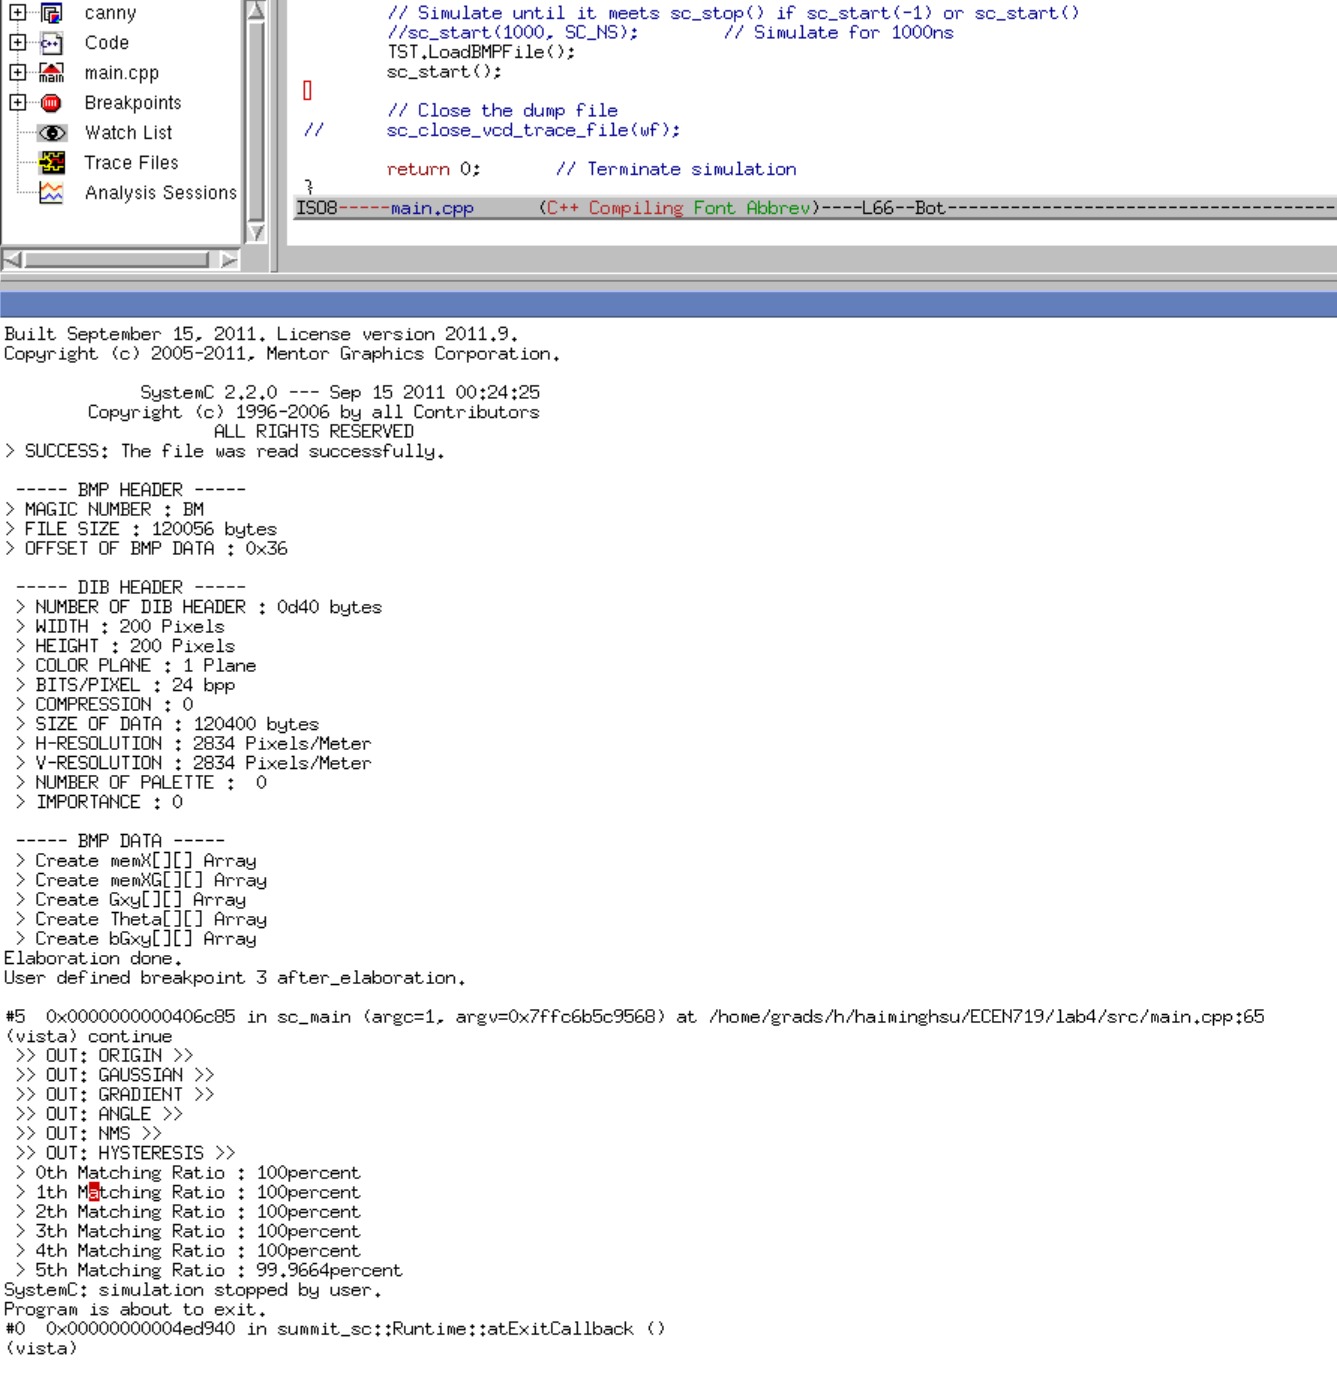 canny
Code
main.cpp
Breakpoints
Watch List
Trace Files
Analysis Sessions
// Simulate until it meets sc_stop() if sc_start(-1) or sc_start()
//sc_start(1000, SC_NS);        // Simulate for 1000ns
TST.LoadBMPFile();
sc_start();
// Close the dump file
//      sc_close_vcd_trace_file(wf);
return 0;       // Terminate simulation
}
ISO8-----main.cpp      (C++ Compiling Font Abbrev)----L66--Bot-------------------------------------
Built September 15, 2011. License version 2011.9.
Copyright (c) 2005-2011, Mentor Graphics Corporation.
SystemC 2.2.0 --- Sep 15 2011 00:24:25
Copyright (c) 1996-2006 by all Contributors
ALL RIGHTS RESERVED
> SUCCESS: The file was read successfully.
----- BMP HEADER -----
> MAGIC NUMBER : BM
> FILE SIZE : 120056 bytes
> OFFSET OF BMP DATA : 0x36
----- DIB HEADER -----
> NUMBER OF DIB HEADER : 0d40 bytes
> WIDTH : 200 Pixels
> HEIGHT : 200 Pixels
> COLOR PLANE : 1 Plane
> BITS/PIXEL : 24 bpp
> COMPRESSION : 0
> SIZE OF DATA : 120400 bytes
> H-RESOLUTION : 2834 Pixels/Meter
> V-RESOLUTION : 2834 Pixels/Meter
> NUMBER OF PALETTE :  0
> IMPORTANCE : 0
----- BMP DATA -----
> Create memX[][] Array
> Create memXG[][] Array
> Create Gxy[][] Array
> Create Theta[][] Array
> Create bGxy[][] Array
Elaboration done.
User defined breakpoint 3 after_elaboration.
#5  0x0000000000406c85 in sc_main (argc=1, argv=0x7ffc6b5c9568) at /home/grads/h/haiminghsu/ECEN719/lab4/src/main.cpp:65
(vista) continue
>> OUT: ORIGIN >>
>> OUT: GAUSSIAN >>
>> OUT: GRADIENT >>
>> OUT: ANGLE >>
>> OUT: NMS >>
>> OUT: HYSTERESIS >>
> 0th Matching Ratio : 100percent
> 1th Matching Ratio : 100percent
> 2th Matching Ratio : 100percent
> 3th Matching Ratio : 100percent
> 4th Matching Ratio : 100percent
> 5th Matching Ratio : 99.9664percent
SystemC: simulation stopped by user.
Program is about to exit.
#0  0x00000000004ed940 in summit_sc::Runtime::atExitCallback ()
(vista)